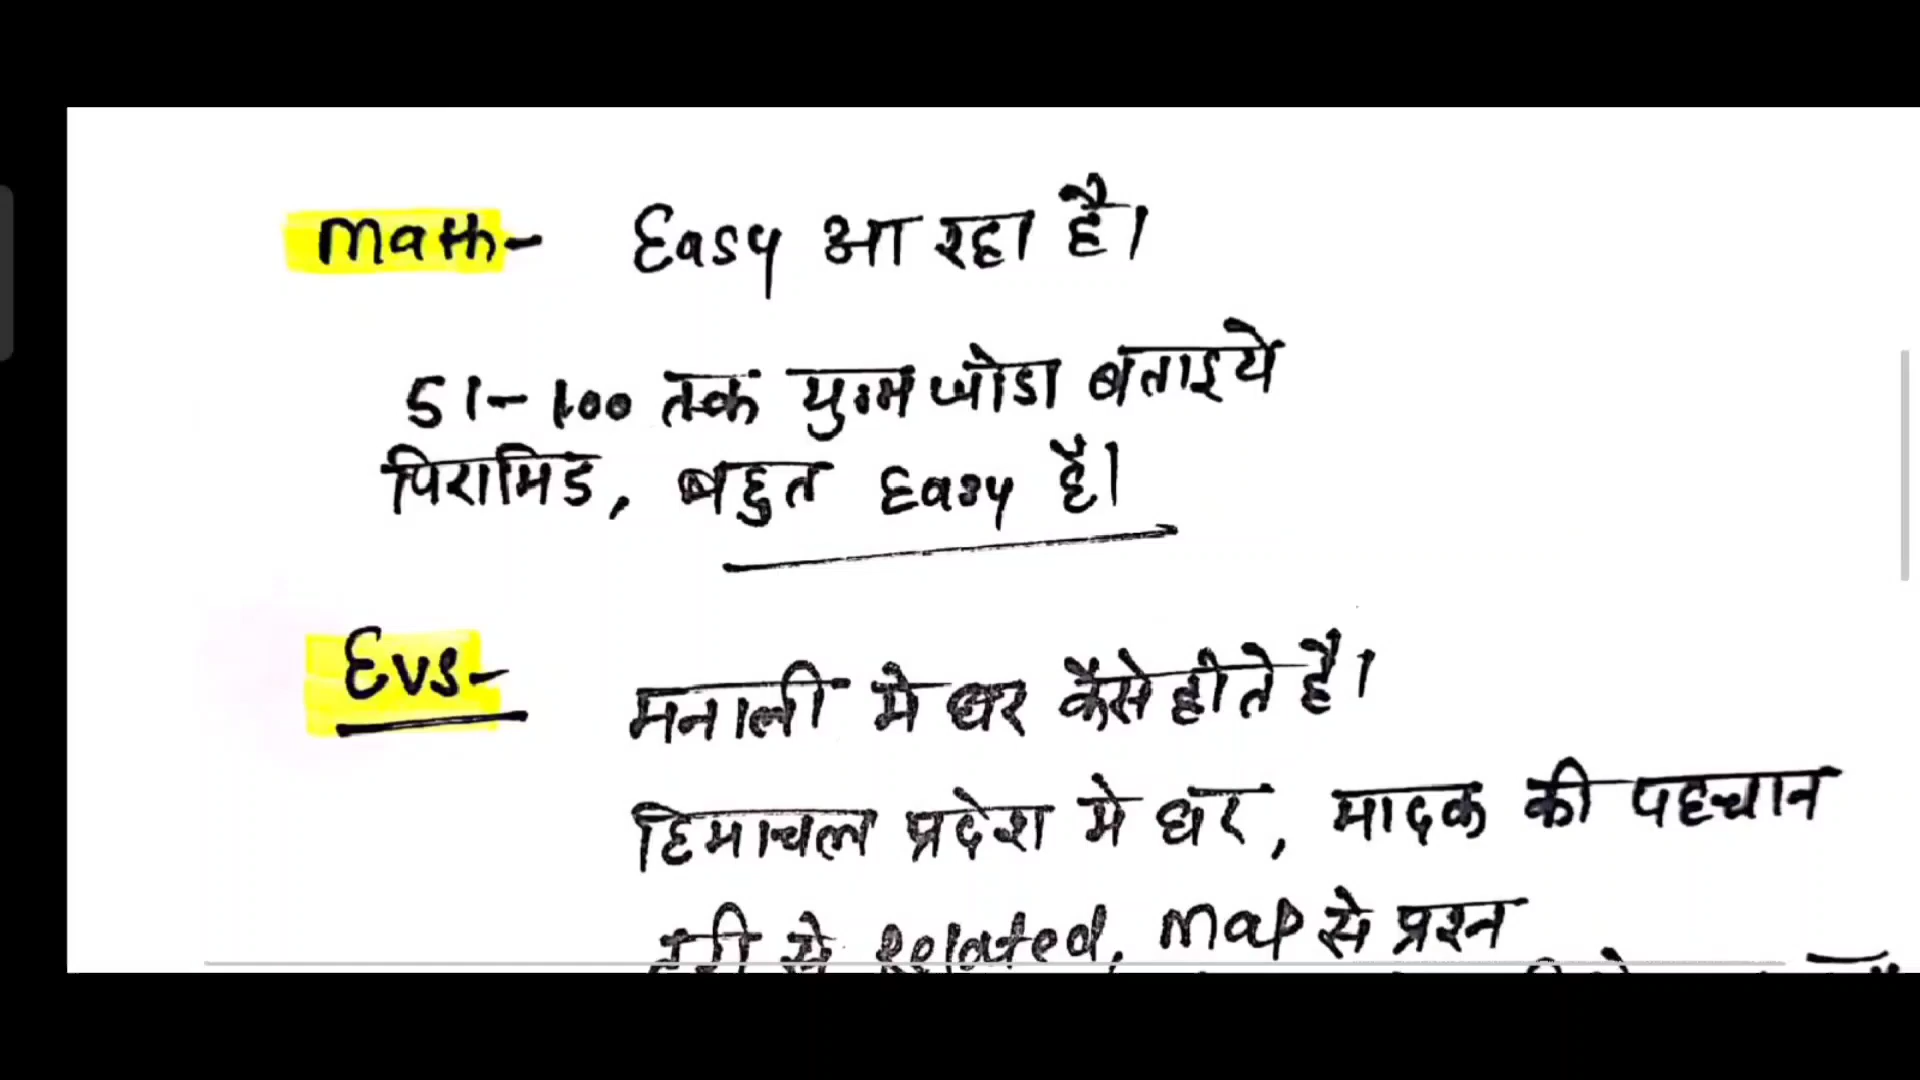 Math- Easy आ रहा है।
51-100 तक युग्म जोडा बताइये
पिरामिड, बहुत Easy है।
Evs- मनाली मे घर कैसे होते है।
हिमाचल प्रदेश मे घर, मादक की पहचान
से Related, Map से प्रश्न